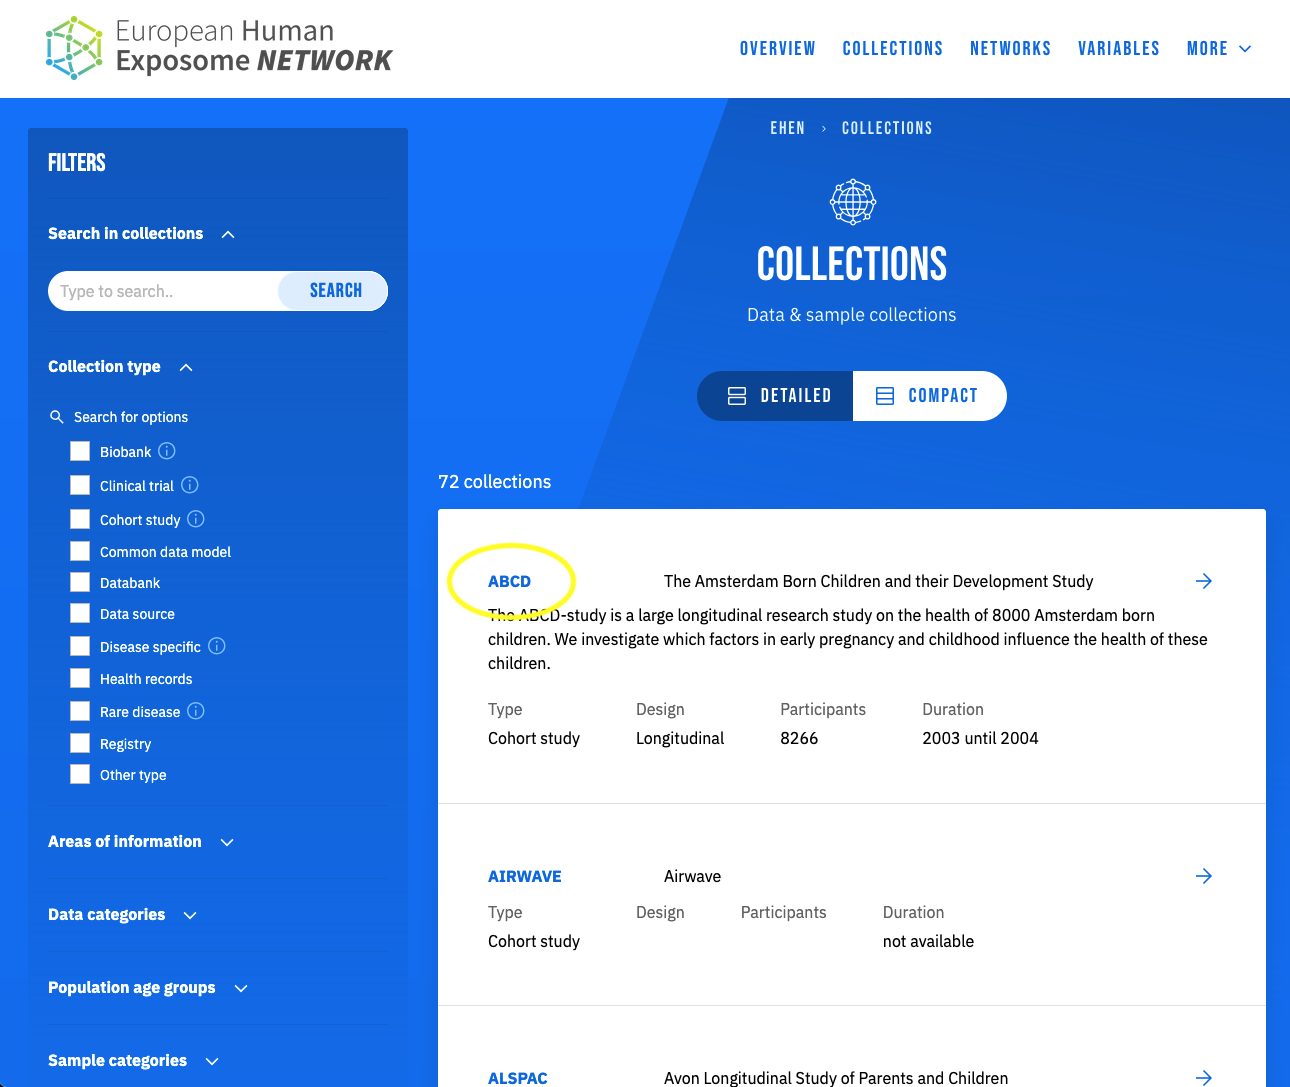 European Human
Exposome NETWORK
OVERVIEW COLLECTIONS NETWORKS VARIABLES MORE
EHEN › COLLECTIONS
FILTERS
Search in collections
Type to search..
SEARCH
Collection type
Search for options
Biobank
Clinical trial
Cohort study
Common data model
Databank
Data source
Disease specific
Health records
Rare disease
Registry
Other type
Areas of information
Data categories
Population age groups
Sample categories
COLLECTIONS
Data & sample collections
DETAILED COMPACT
72 collections
ABCD The Amsterdam Born Children and their Development Study
The ABCD-study is a large longitudinal research study on the health of 8000 Amsterdam born
children. We investigate which factors in early pregnancy and childhood influence the health of these
children.
Type Design Participants Duration
Cohort study Longitudinal 8266 2003 until 2004
AIRWAVE Airwave
Type Design Participants Duration
Cohort study not available
ALSPAC Avon Longitudinal Study of Parents and Children